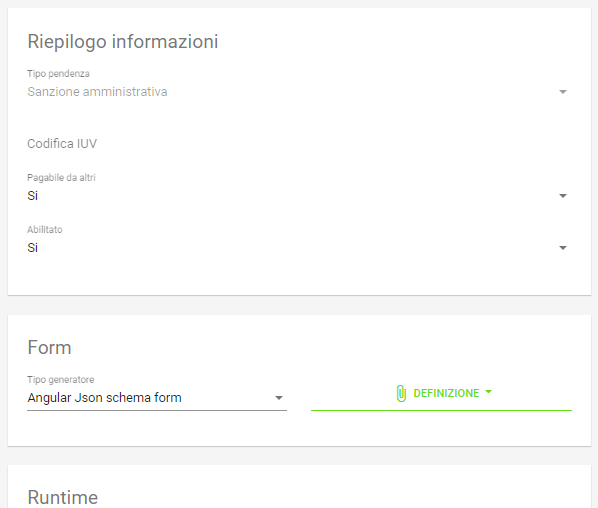 Riepilogo informazioni
Tipo pendenza
Sanzione amministrativa
Codifica IUV
Pagabile da altri
Si
Abilitato
Si
Form
Tipo generatore
Angular Json schema form
DEFINIZIONE
Runtime